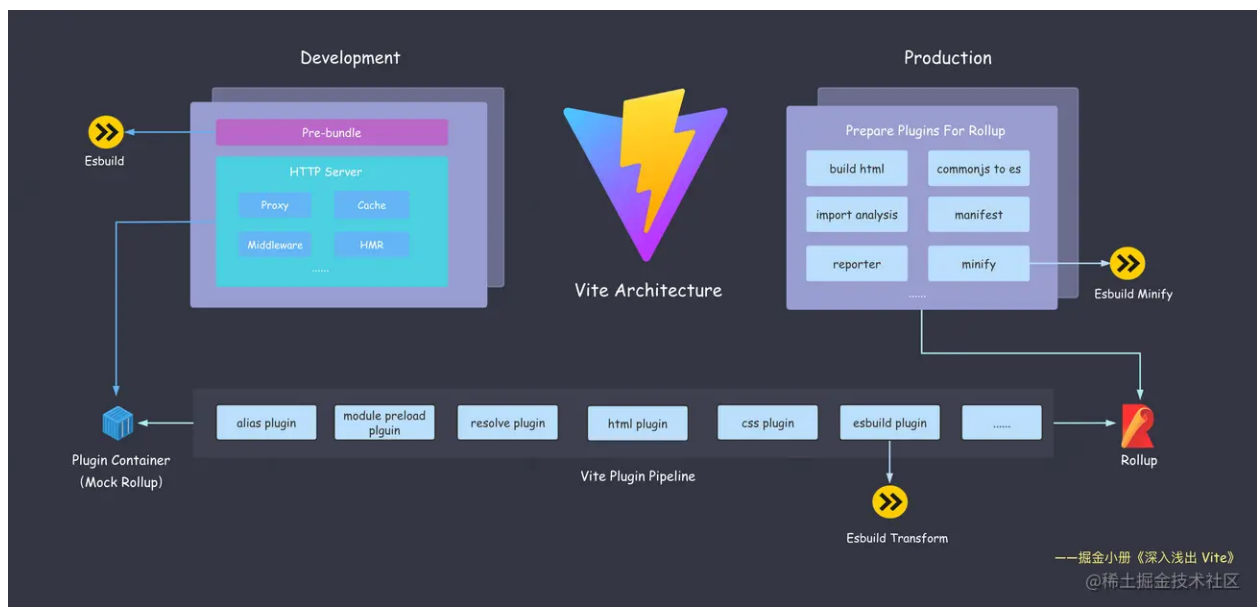 Development
Production
Pre-bundle
Esbuild
HTTP Server
Proxy
Cache
Middleware
HMR
......
Vite Architecture
Prepare Plugins For Rollup
build html
commonjs to es
import analysis
manifest
reporter
minify
......
Esbuild Minify
alias plugin
module preload
plguin
resolve plugin
html plugin
css plugin
esbuild plugin
......
Plugin Container
(Mock Rollup)
Vite Plugin Pipeline
Rollup
Esbuild Transform
——掘金小册《深入浅出 Vite》
@稀土掘金技术社区